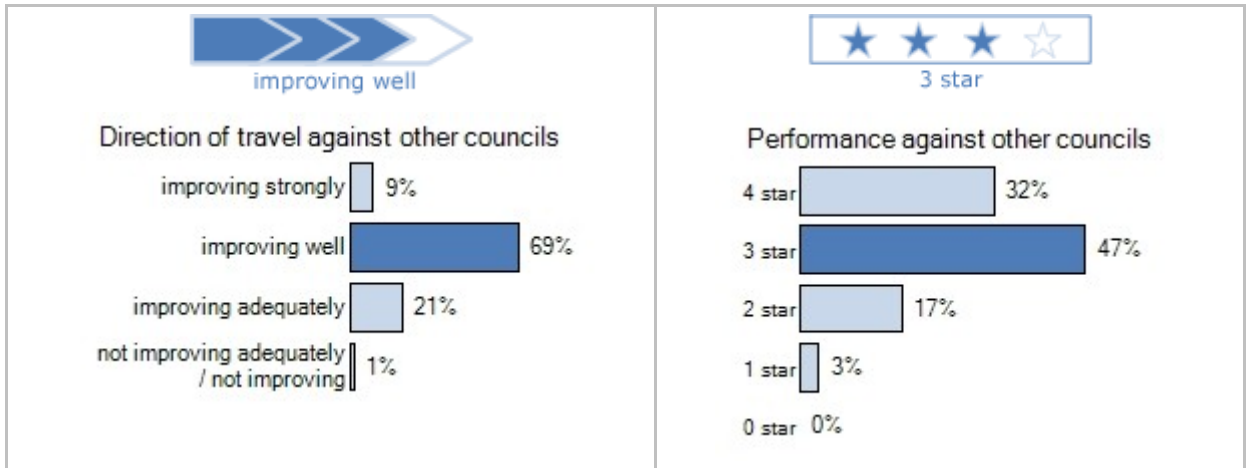 improving well
Direction of travel against other councils
improving strongly 9%
improving well 69%
improving adequately 21%
not improving adequately
/ not improving 1%
3 star
Performance against other councils
4 star 32%
3 star 47%
2 star 17%
1 star 3%
0 star 0%